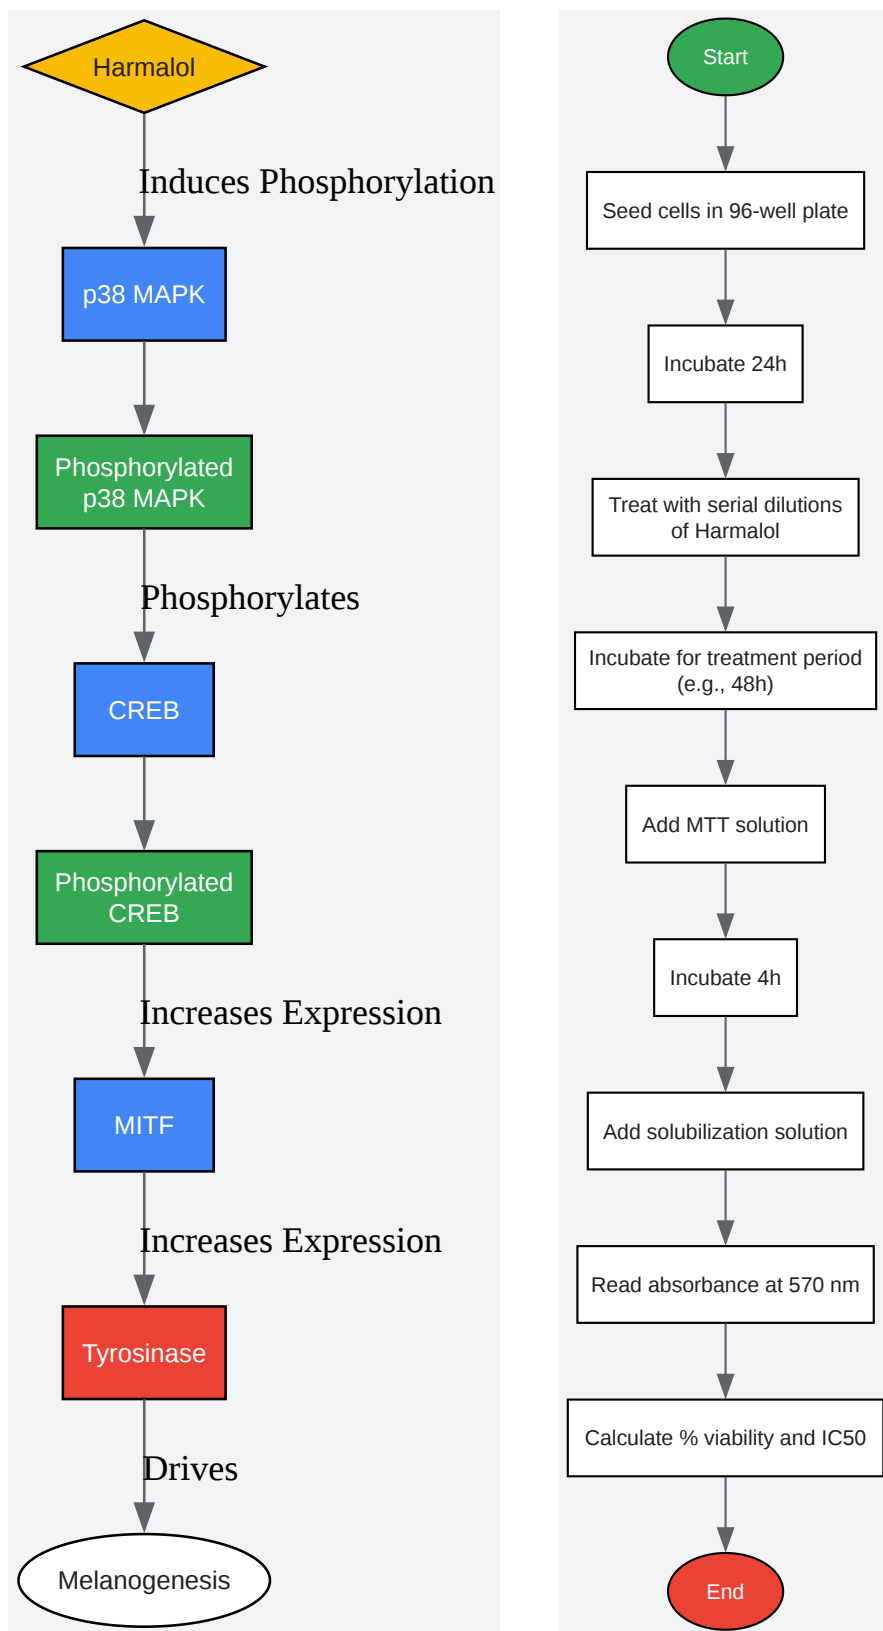 Harmalol
Induces Phosphorylation
p38 MAPK
Phosphorylated
p38 MAPK
Phosphorylates
CREB
Phosphorylated
CREB
Increases Expression
MITF
Increases Expression
Tyrosinase
Drives
Melanogenesis
Start
Seed cells in 96-well plate
Incubate 24h
Treat with serial dilutions
of Harmalol
Incubate for treatment period
(e.g., 48h)
Add MTT solution
Incubate 4h
Add solubilization solution
Read absorbance at 570 nm
Calculate % viability and IC50
End